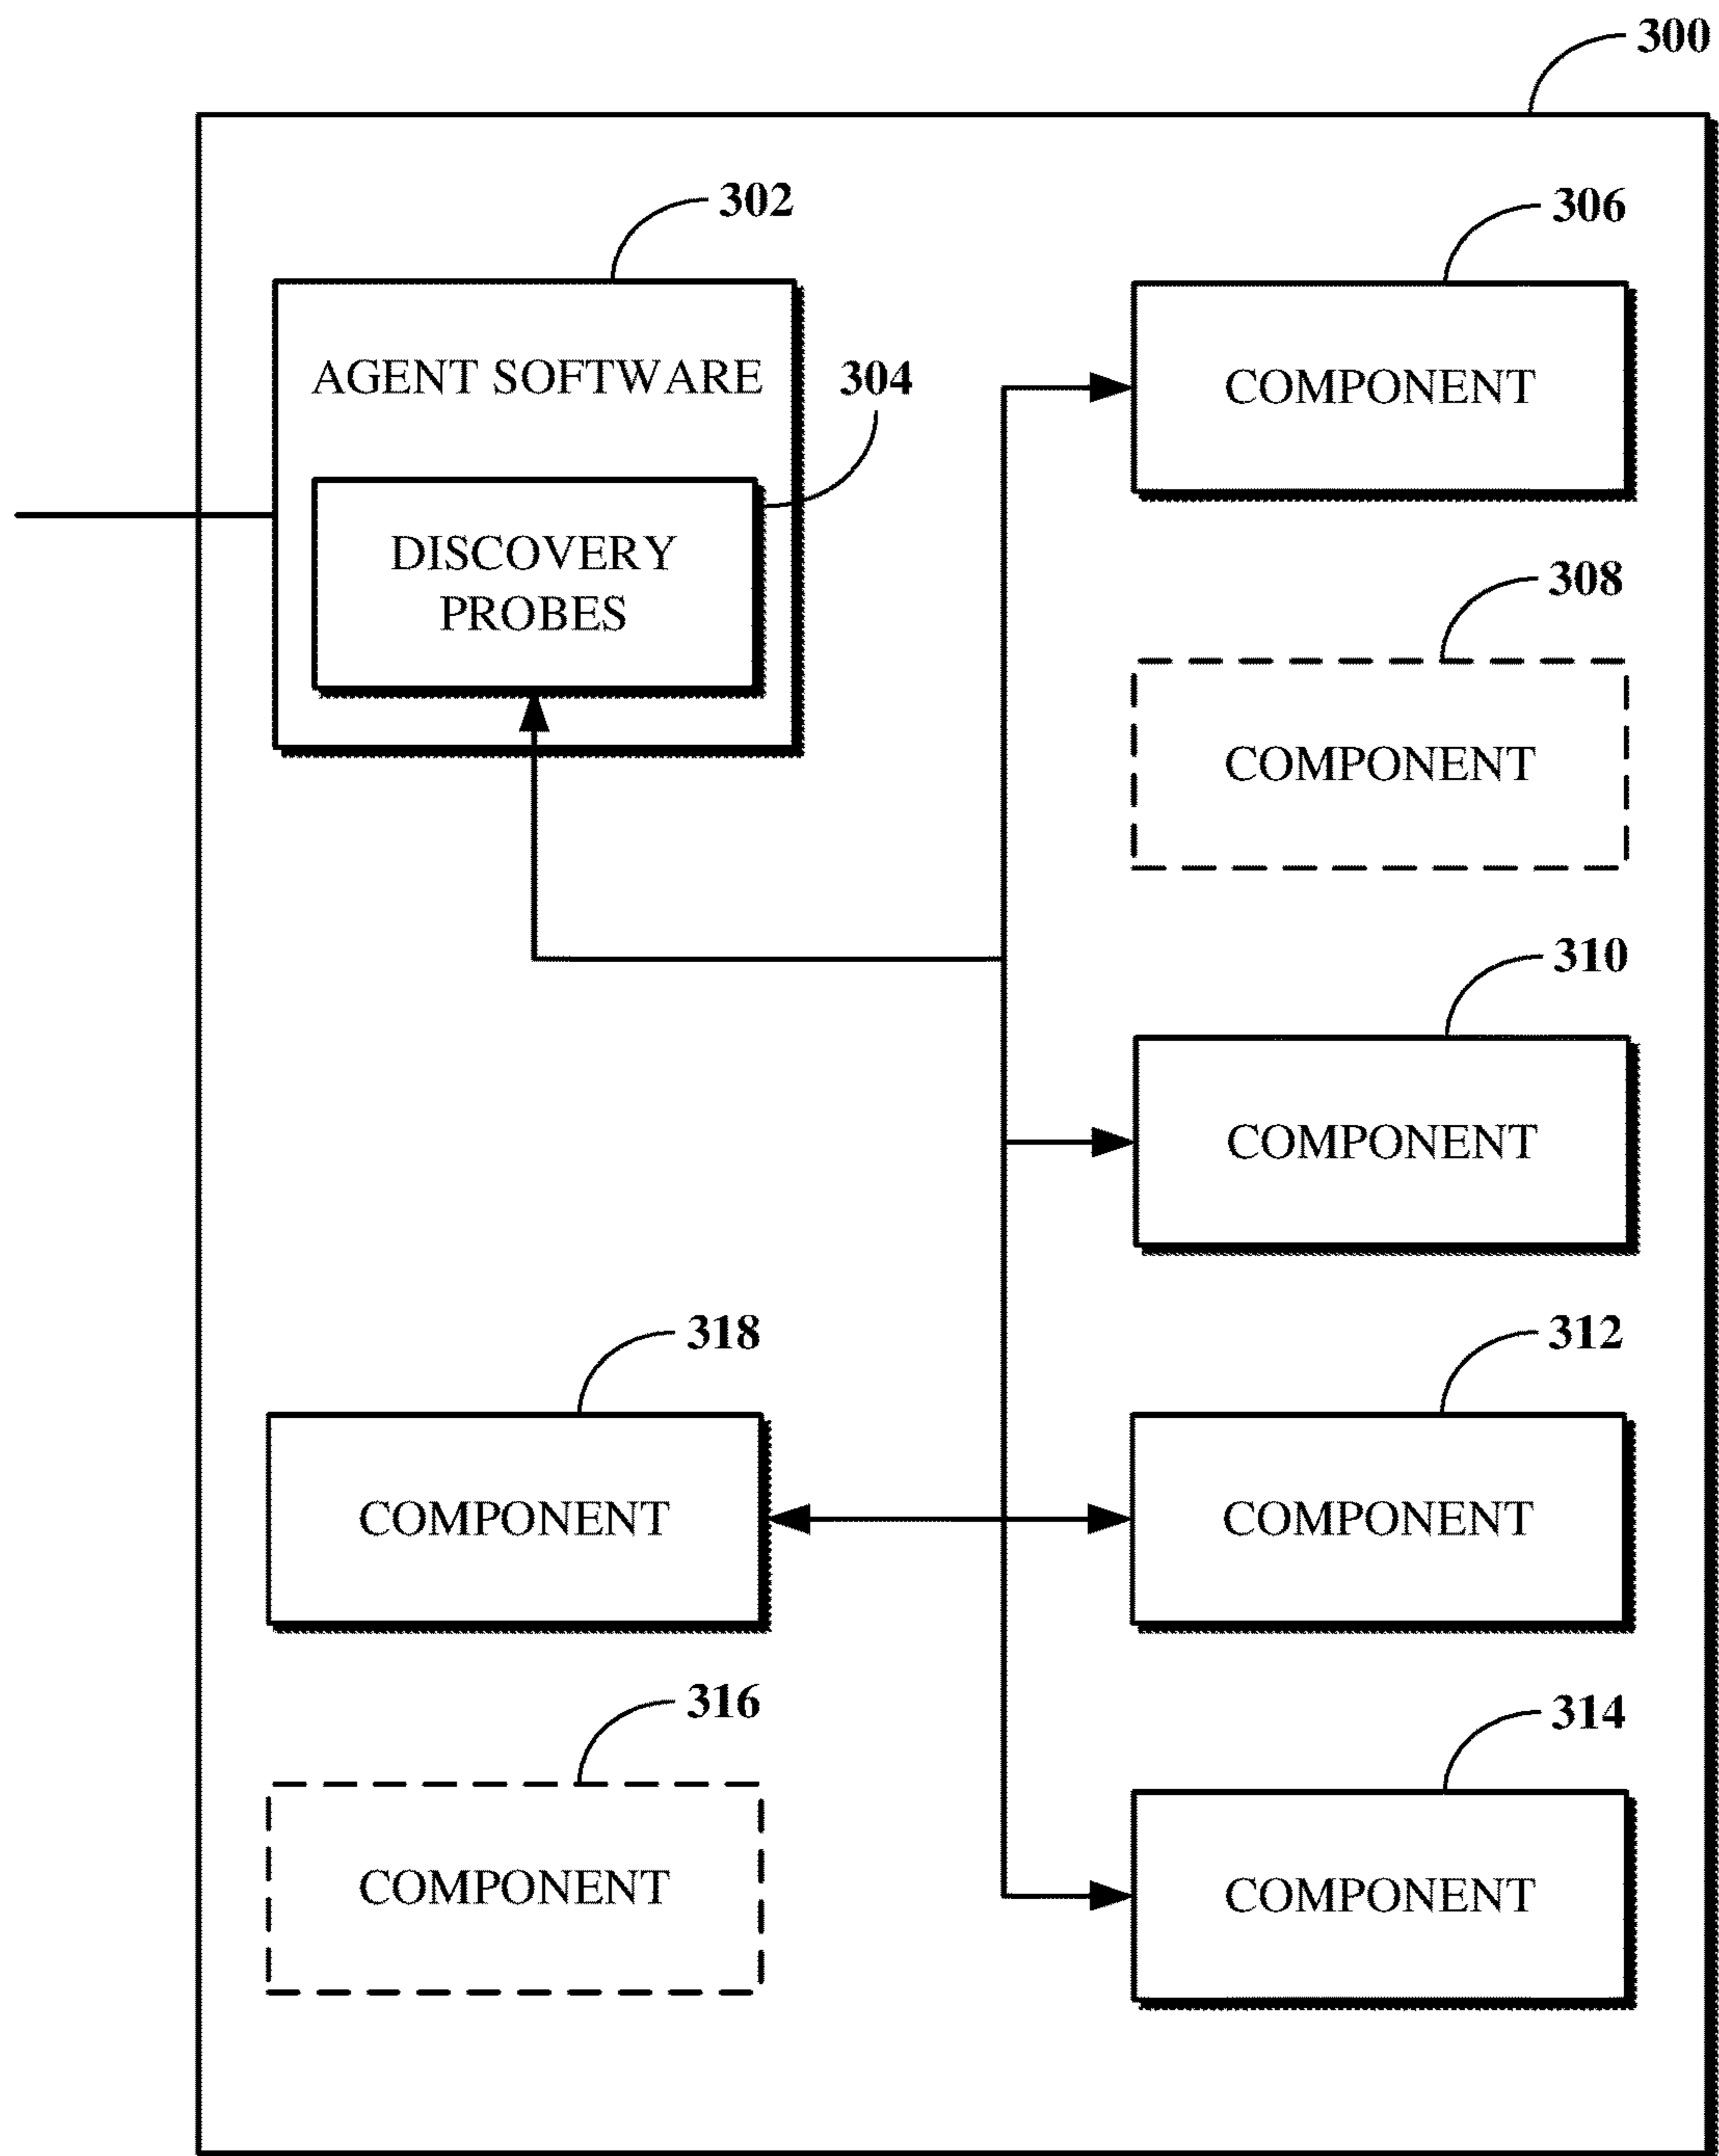 300
302
306
AGENT SOFTWARE
304
COMPONENT
DISCOVERY
PROBES
308
COMPONENT
310
COMPONENT
318
312
COMPONENT
COMPONENT
316
314
COMPONENT
COMPONENT